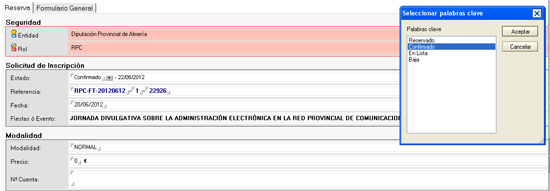 Reserva Formulario General
Seguridad
Entidad Diputación Provincial de Almería
Rol RPC
Solicitud de Inscripción
Estado: Confirmado - 22/06/2012
Referencia: RPC-FT-20120612 / 1 / 22926
Fecha: 20/06/2012
Fiestas ó Evento: JORNADA DIVULGATIVA SOBRE LA ADMINISTRACIÓN ELECTRÓNICA EN LA RED PROVINCIAL DE COMUNICACION
Modalidad
Modalidad: NORMAL
Precio: 0 €
Nº Cuenta:
Seleccionar palabras clave
Palabras clave
Reservado
Confirmado
En Lista
Baja
Aceptar
Cancelar